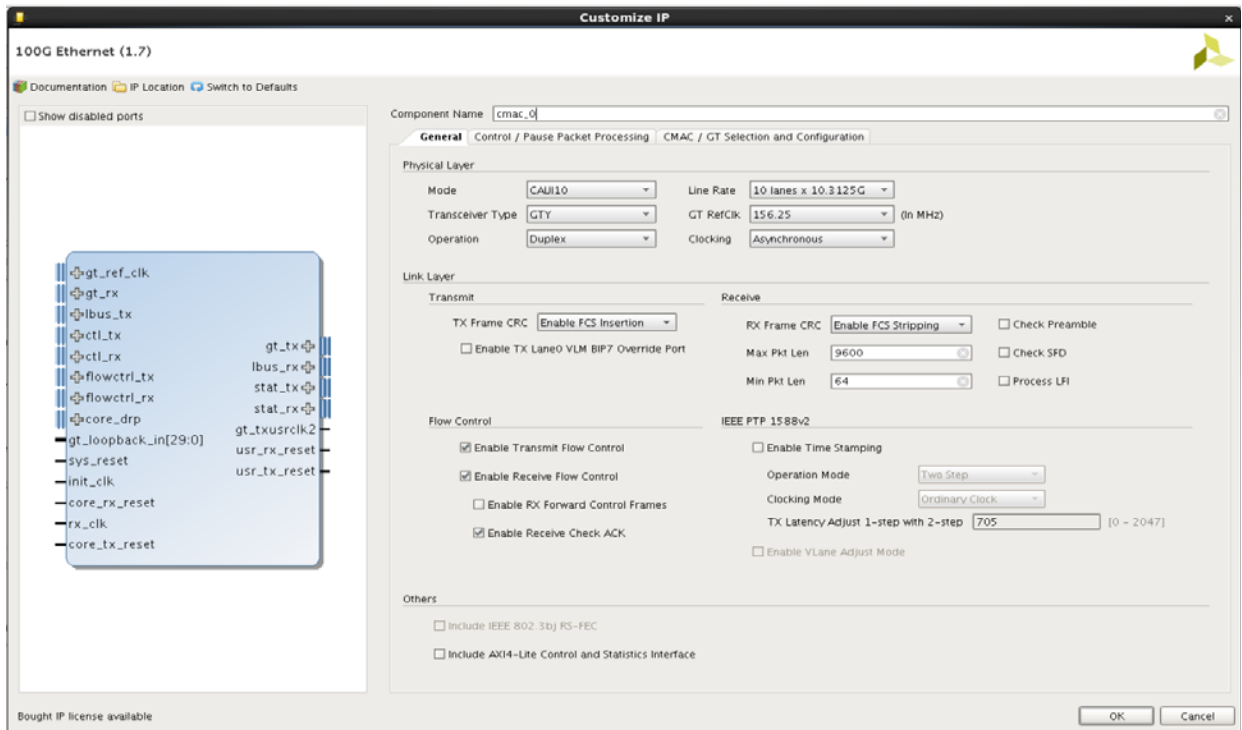 Customize IP
100G Ethernet (1.7)
Documentation IP Location Switch to Defaults
Show disabled ports
gt_ref_clk
gt_rx
lbus_tx
ctl_tx
ctl_rx
flowctrl_tx
flowctrl_rx
core_drp
gt_loopback_in[29:0]
sys_reset
init_clk
core_rx_reset
rx_clk
core_tx_reset
gt_tx
lbus_rx
stat_tx
stat_rx
gt_txusrclk2
usr_rx_reset
usr_tx_reset
Component Name cmac_0
General Control / Pause Packet Processing CMAC / GT Selection and Configuration
Physical Layer
Mode CAUI10 Line Rate 10 lanes x 10.3125G
Transceiver Type GTY GT RefClk 156.25 (In MHz)
Operation Duplex Clocking Asynchronous
Link Layer
Transmit
TX Frame CRC Enable FCS Insertion
Enable TX Lane0 VLM BIP7 Override Port
Receive
RX Frame CRC Enable FCS Stripping Check Preamble
Max Pkt Len 9600 Check SFD
Min Pkt Len 64 Process LFI
Flow Control
Enable Transmit Flow Control
Enable Receive Flow Control
Enable RX Forward Control Frames
Enable Receive Check ACK
IEEE PTP 1588v2
Enable Time Stamping
Operation Mode Two Step
Clocking Mode Ordinary Clock
TX Latency Adjust 1-step with 2-step 705 [0 - 2047]
Enable VLane Adjust Mode
Others
Include IEEE 802.3bj RS-FEC
Include AXI4-Lite Control and Statistics Interface
Bought IP license available
OK Cancel